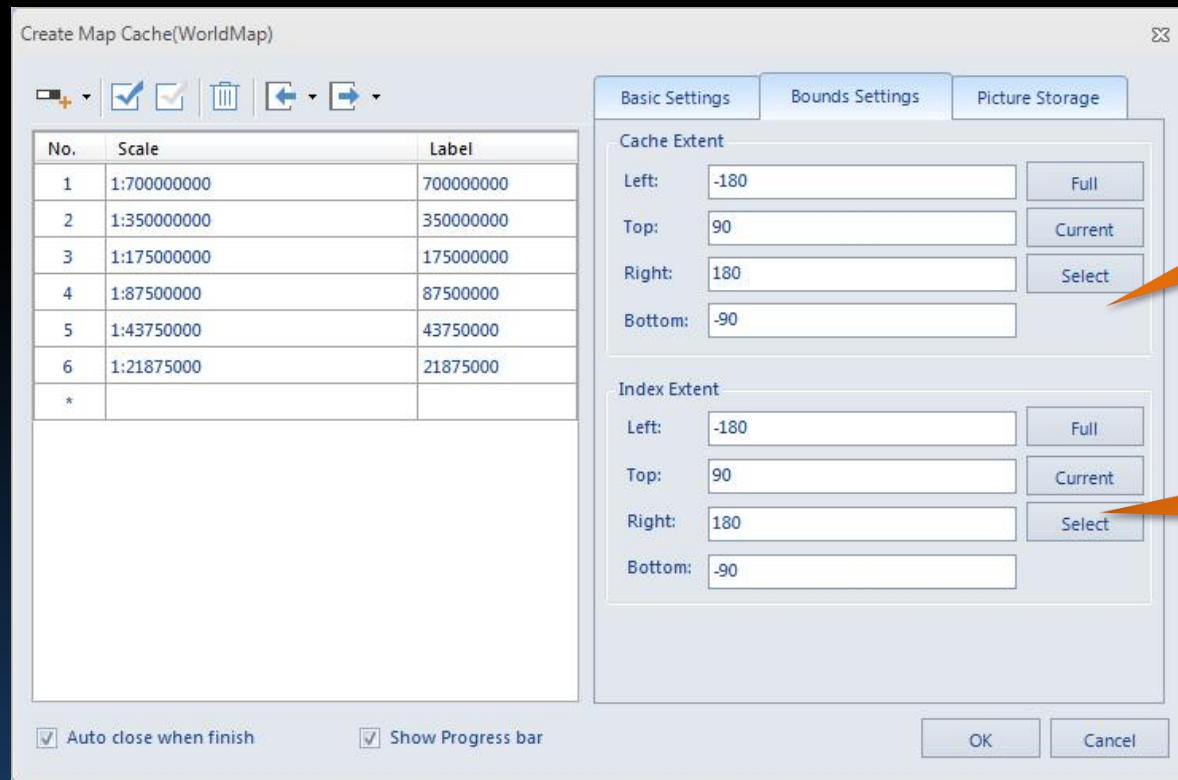 Create Map Cache(WorldMap)
No. Scale Label
1 1:700000000 700000000
2 1:350000000 350000000
3 1:175000000 175000000
4 1:87500000 87500000
5 1:43750000 43750000
6 1:21875000 21875000
*
Auto close when finish Show Progress bar
Basic Settings Bounds Settings Picture Storage
Cache Extent
Left: -180 Full
Top: 90 Current
Right: 180 Select
Bottom: -90
Index Extent
Left: -180 Full
Top: 90 Current
Right: 180 Select
Bottom: -90
OK Cancel